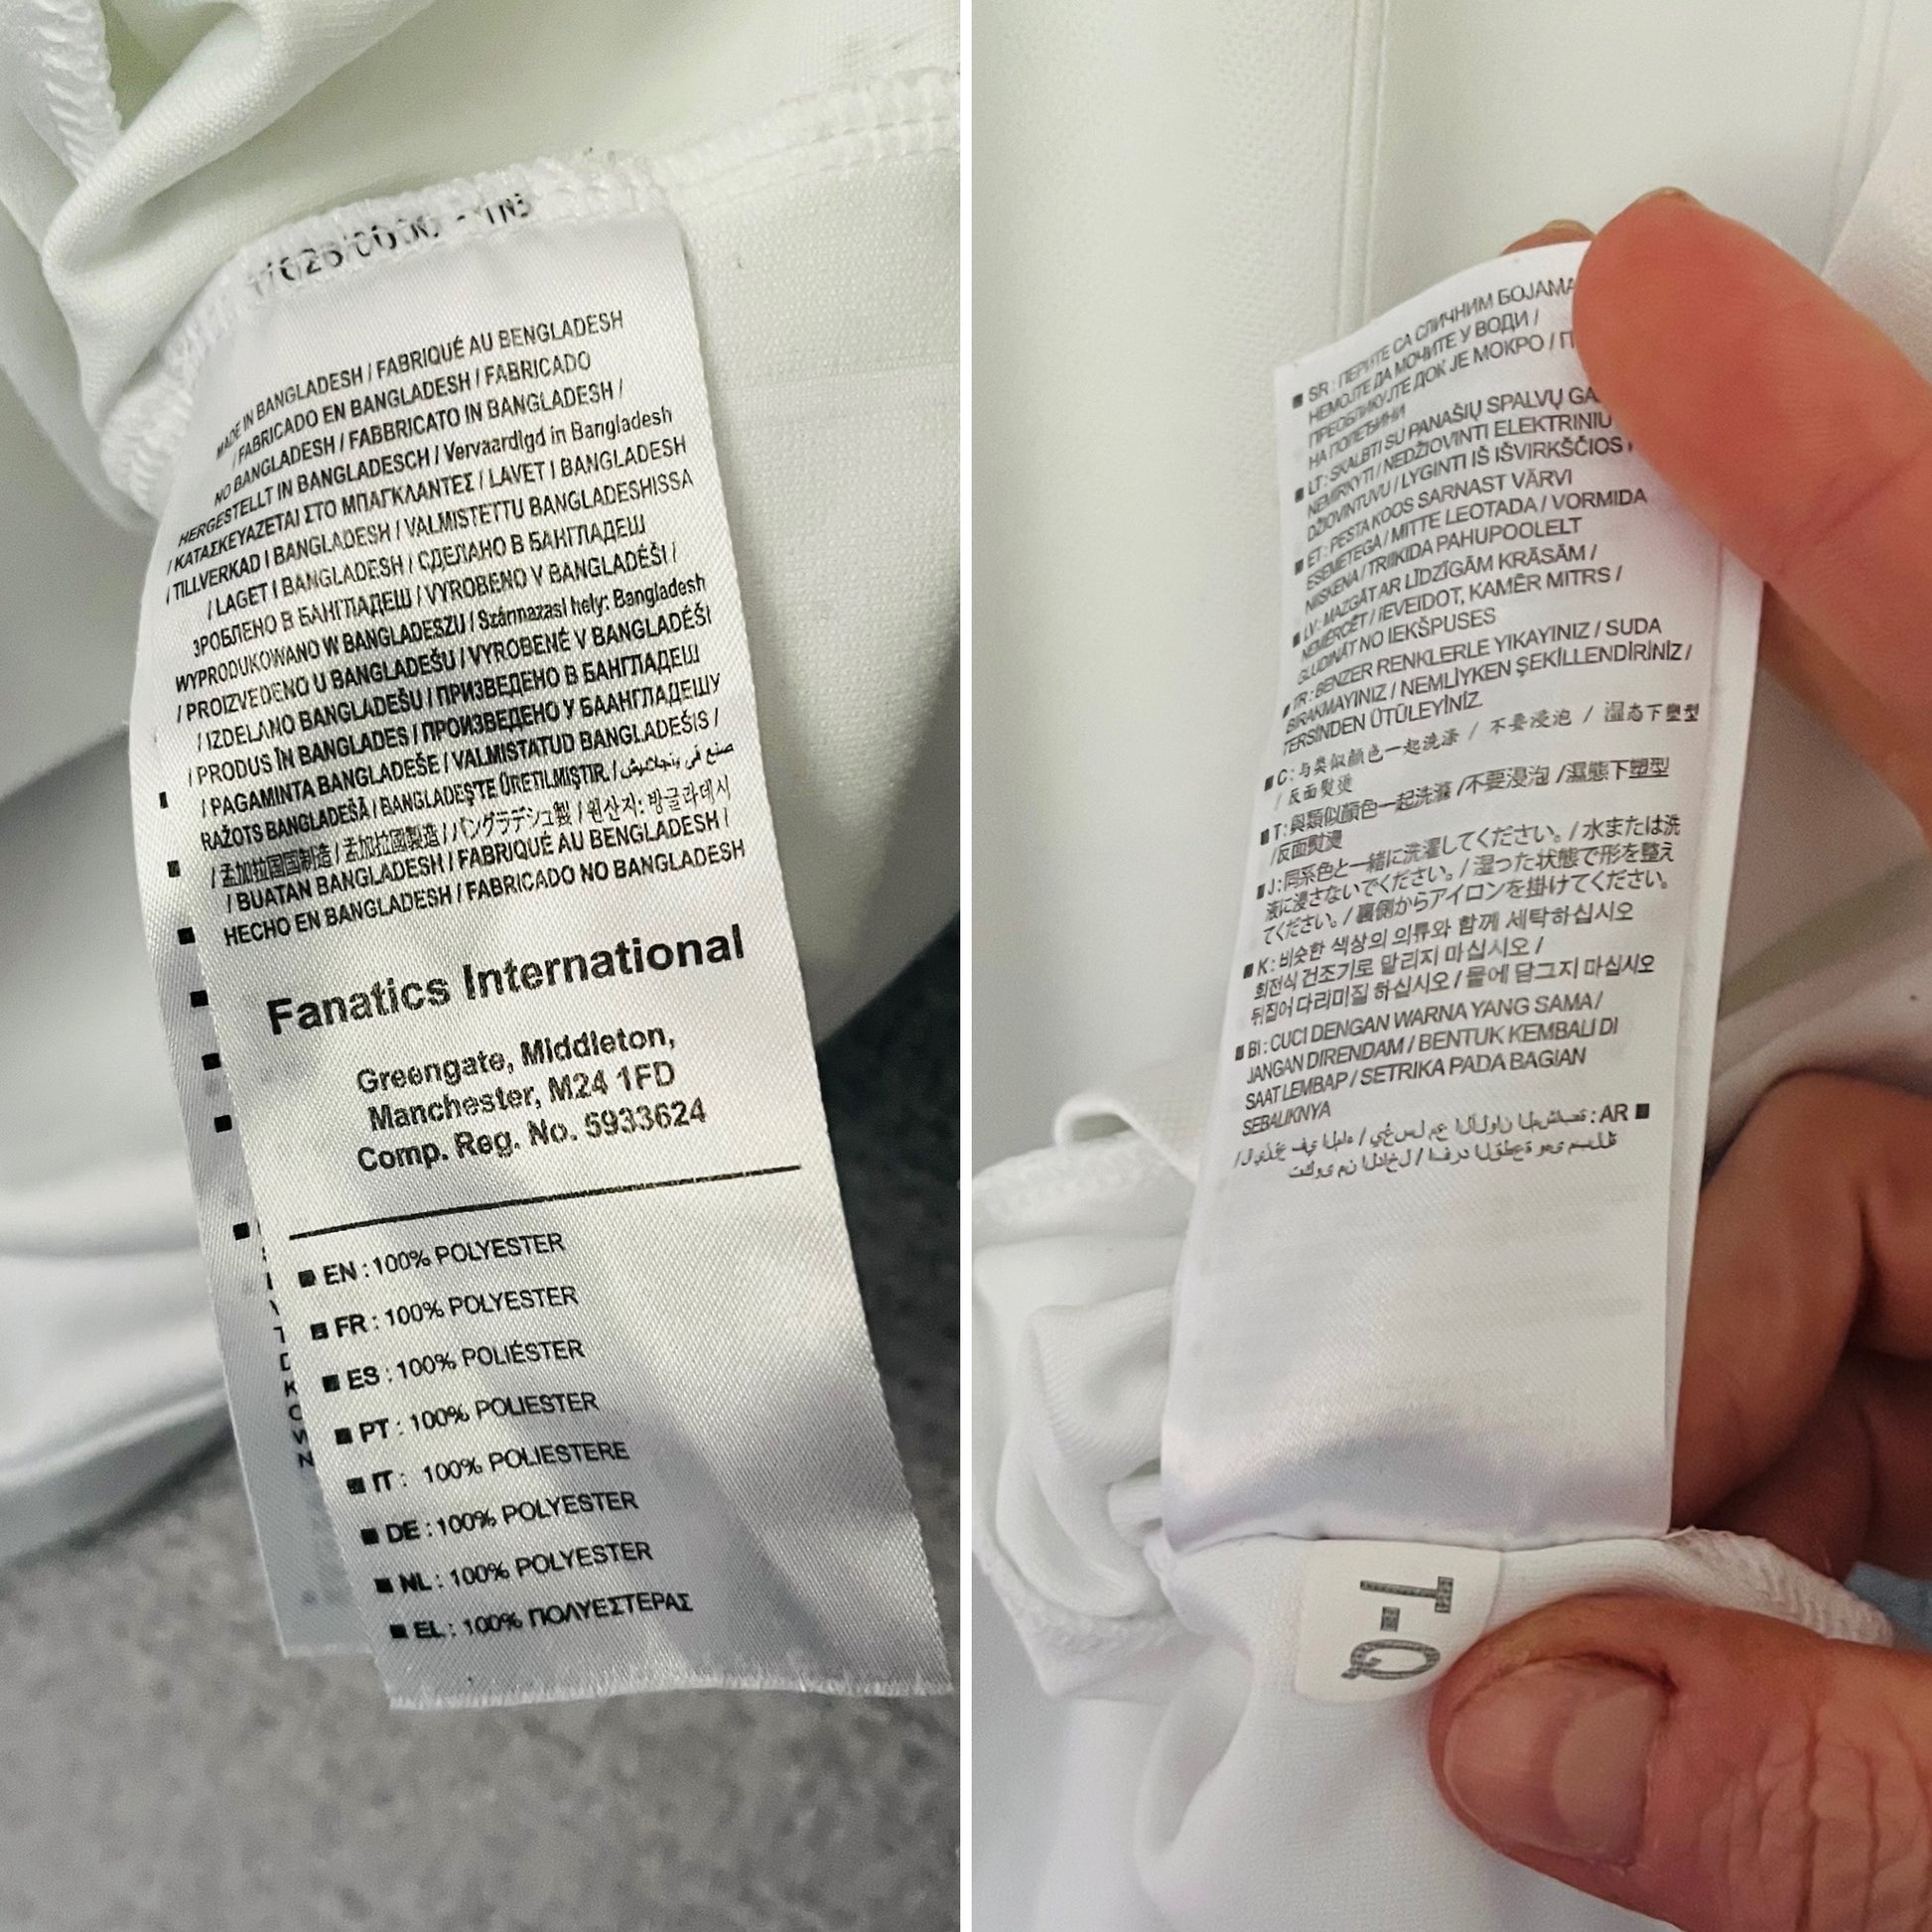 MADE IN BANGLADESH / FABRIQUÉ AU BENGLADESH
/ FABRICADO EN BANGLADESH / FABRICADO
NO BANGLADESH / FABBRICATO IN BANGLADESH /
HERGESTELLT IN BANGLADESCH / Vervaardigd in Bangladesh
/ ΚΑΤΑΣΚΕΥΑΖΕΤΑΙ ΣΤΟ ΜΠΑΓΚΛΑΝΤΕΣ / LAVET I BANGLADESH
/ TILLVERKAD I BANGLADESH / VALMISTETTU BANGLADESHISSA
/ LAGET I BANGLADESH / СДЕЛАНО В БАНГЛАДЕШ
ЗРОБЛЕНО В БАНГЛАДЕШ / VYROBENO V BANGLADÉŠI /
WYPRODUKOWANO W BANGLADESZU / Származasi hely: Bangladesh
/ PROIZVEDENO U BANGLADEŠU / VYROBENÉ V BANGLADÉŠI
/ IZDELANO BANGLADEŠU / ПРИЗВЕДЕНО В БАНГЛАДЕШ
/ PRODUS ÎN BANGLADES / ПРОИЗВЕДЕНО У БААНГЛАДЕШУ
/ PAGAMINTA BANGLADEŠE / VALMISTATUD BANGLADEŠIS /
RAŽOTS BANGLADEŠĀ / BANGLADEŞ'TE ÜRETILMIŞTIR. / صنع في
/ 孟加拉国制造 / 孟加拉國製造 / バングラデシュ製 / 원산지: 방글라데시
/ BUATAN BANGLADESH / FABRIQUÉ AU BENGLADESH /
HECHO EN BANGLADESH / FABRICADO NO BANGLADESH
Fanatics International
Greengate, Middleton,
Manchester, M24 1FD
Comp. Reg. No. 5933624
■ EN : 100% POLYESTER
■ FR : 100% POLYESTER
■ ES : 100% POLIÉSTER
■ PT : 100% POLIESTER
■ IT : 100% POLIESTERE
■ DE : 100% POLYESTER
■ NL : 100% POLYESTER
■ EL : 100% ΠΟΛΥΕΣΤΕΡΑΣ
■ SR : ПЕРИТЕ СА СЛИЧНИМ БОЈАМА
НЕМОЈТЕ ДА МОЧИТЕ У ВОДИ /
ПРЕОБЛИКУЈТЕ ДОК ЈЕ МОКРО /
НА ПОЛЕЂИНИ
■ LT : SKALBTI SU PANAŠIŲ SPALVŲ
NEMIRKYTI / NEDŽIOVINTI ELEKTRINIU
DŽIOVINTUVU / LYGINTI IŠ IŠVIRKŠČIOS
■ ET : PESTA KOOS SARNAST VÄRVI
ESEMETEGA / MITTE LEOTADA / VORMIDA
NIISKENA / TRIIKIDA PAHUPOOLELT
■ LV : MAZGĀT AR LĪDZĪGĀM KRĀSĀM /
NEMĒRCĒT / IEVEIDOT, KAMĒR MITRS /
GLUDINĀT NO IEKŠPUSES
■ TR : BENZER RENKLERLE YIKAYINIZ / SUDA
BIRAKMAYINIZ / NEMLİYKEN ŞEKİLLENDİRİNİZ /
TERSİNDEN ÜTÜLEYİNİZ
■ C : 与类似颜色一起洗涤 / 不要浸泡 / 湿态下塑型
/ 反面熨烫
■ T : 與類似顏色一起洗滌 /不要浸泡 /濕態下塑型
/反面熨燙
■ J : 同系色と一緒に洗濯してください。/ 水または洗
液に浸さないでください。/ 湿った状態で形を整え
てください。/ 裏側からアイロンを掛けてください。
■ K : 비슷한 색상의 의류와 함께 세탁하십시오
회전식 건조기로 말리지 마십시오 /
뒤집어 다리미질 하십시오 / 물에 담그지 마십시오
■ BI : CUCI DENGAN WARNA YANG SAMA /
JANGAN DIRENDAM / BENTUK KEMBALI DI
SAAT LEMBAP / SETRIKA PADA BAGIAN
SEBALIKNYA
■ AR :
T-Q